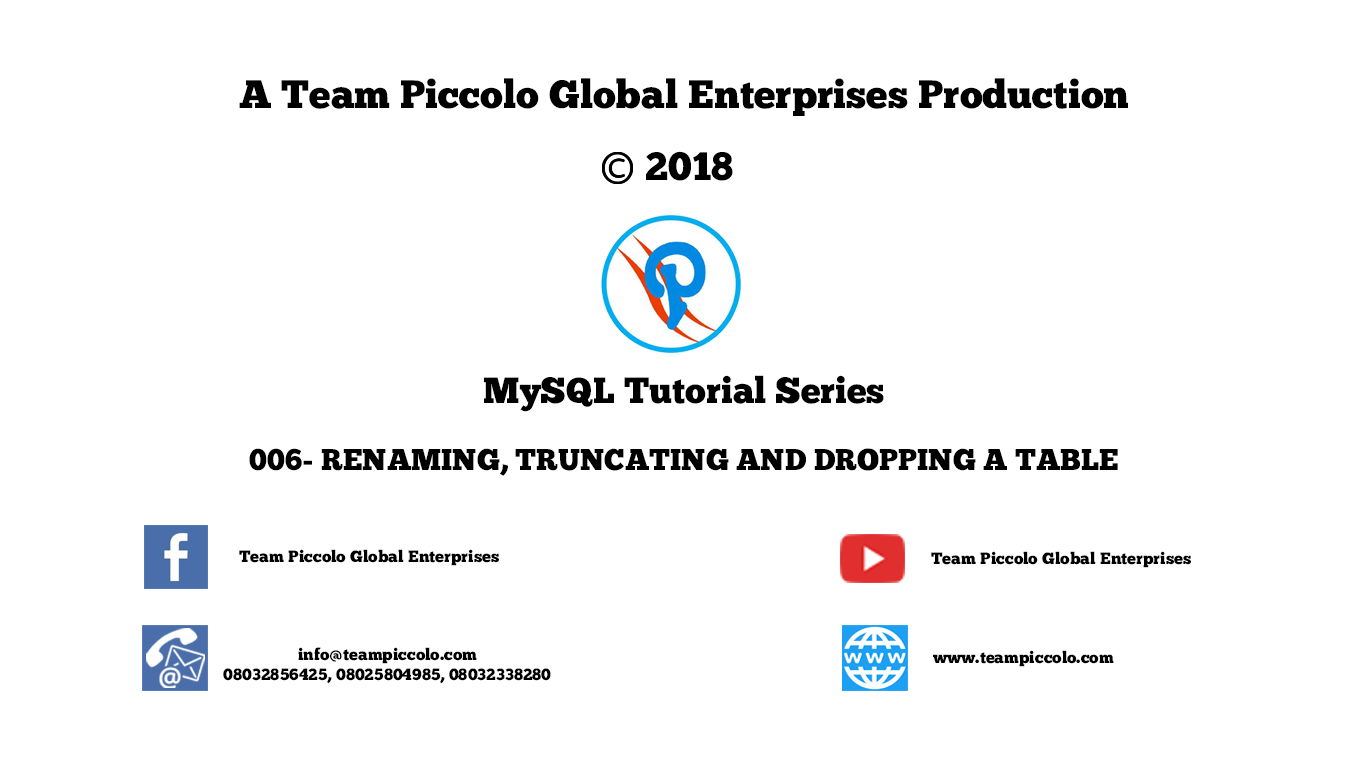 A Team Piccolo Global Enterprises Production
© 2018
P
MySQL Tutorial Series
006- RENAMING, TRUNCATING AND DROPPING A TABLE
f
Team Piccolo Global Enterprises
Team Piccolo Global Enterprises
@
info@teampiccolo.com
08032856425, 08025804985, 08032338280
WWW
www.teampiccolo.com